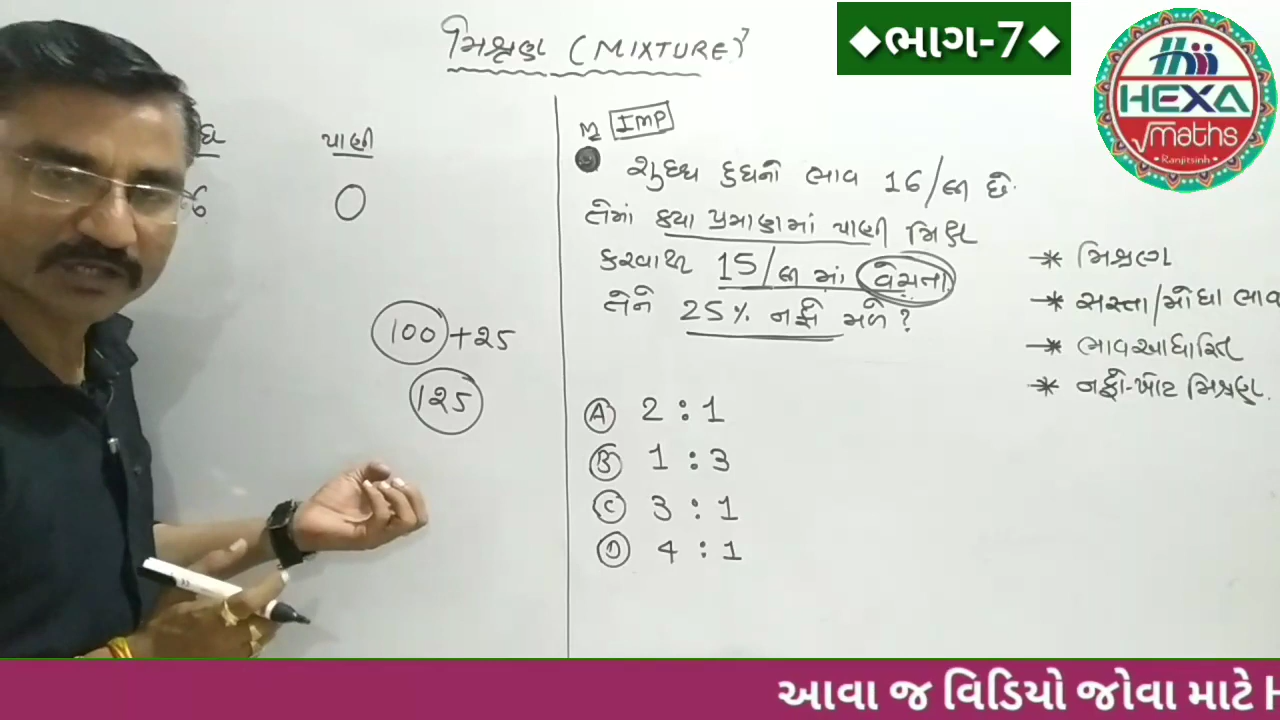 મિશ્રણ (MIXTURE)
◆ભાગ-7◆
HEXA
maths
Ranjitsinh
પાણી
0
100 + 25
125
M IMP
શુધ્ધ દુધનો ભાવ 16/લી છે.
તેમાં કયા પ્રમાણમાં પાણી મિક્ષ
કરવાથી 15/લી માં વેચતા
તેને 25% નફો મળે?
A 2 : 1
B 1 : 3
C 3 : 1
D 4 : 1
* મિશ્રણ
* સસ્તા/મોંઘા ભાવ
* ભાવઆધારિત
* નફો-ખોટ મિશ્રણ.
આવા જ વિડિયો જોવા માટે H